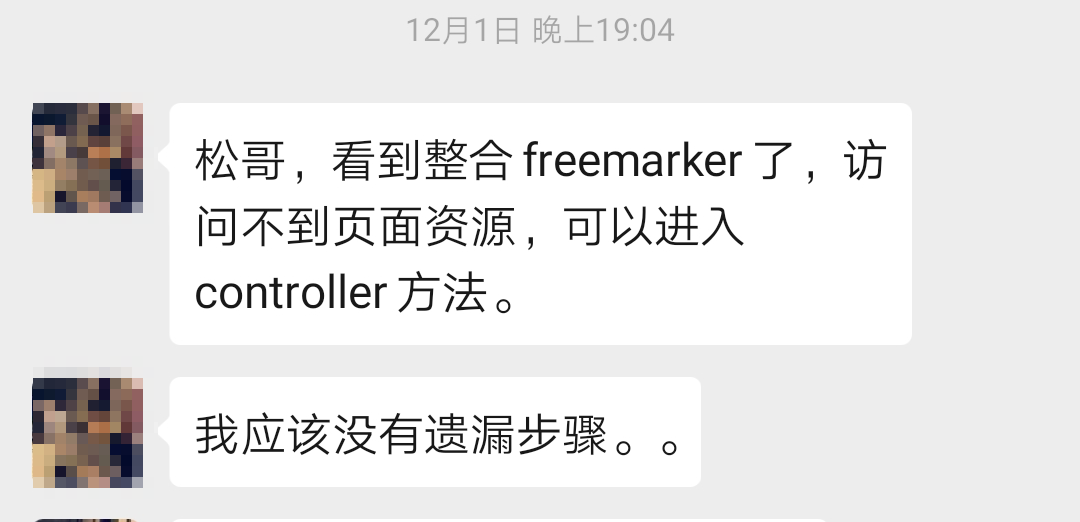 12月1日 晚上19:04
松哥，看到整合 freemarker 了，访
问不到页面资源，可以进入
controller 方法。
我应该没有遗漏步骤。。